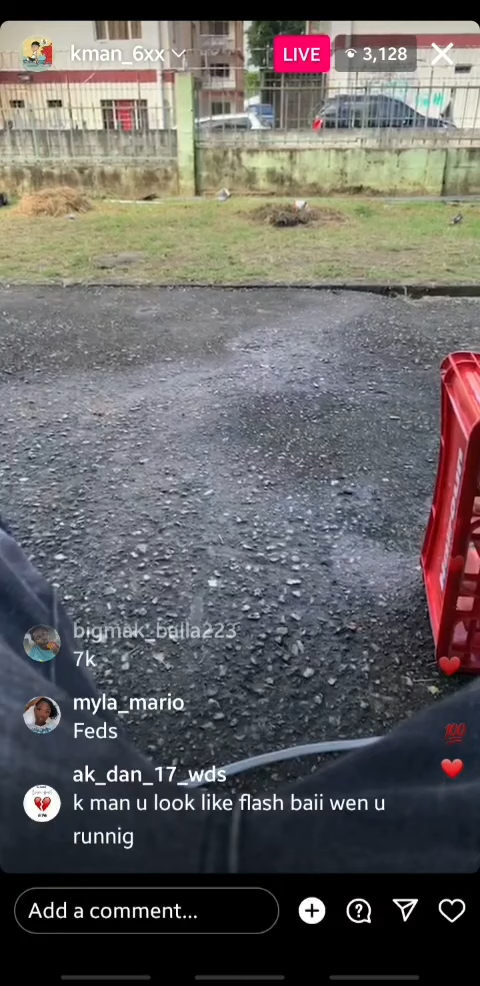 kman_6xx
LIVE
3,128
bigmak_balla223
7k
myla_mario
Feds
ak_dan_17_wds
k man u look like flash baii wen u
runnig
💯
Add a comment...